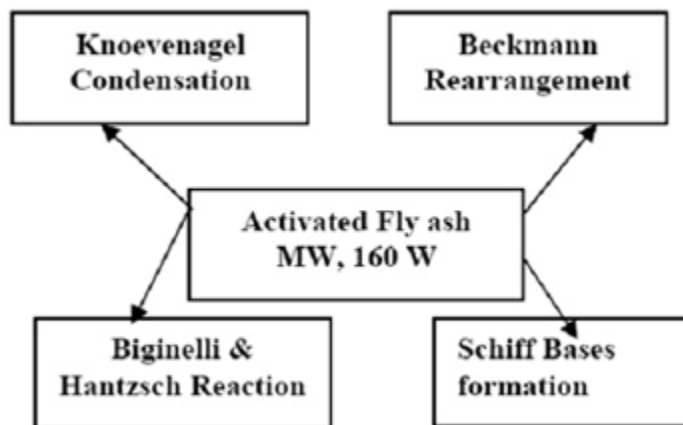 Knoevenagel
Condensation
Beckmann
Rearrangement
Activated Fly ash
MW, 160 W
Biginelli &
Hantzsch Reaction
Schiff Bases
formation